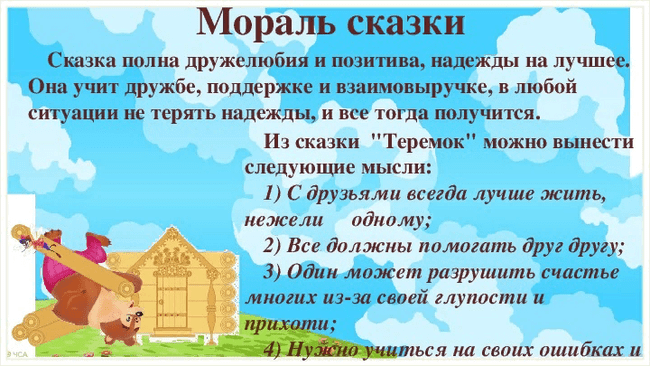 Мораль сказки
Сказка полна дружелюбия и позитива, надежды на лучшее.
Она учит дружбе, поддержке и взаимовыручке, в любой
ситуации не терять надежды, и все тогда получится.
Из сказки "Теремок" можно вынести
следующие мысли:
1) С друзьями всегда лучше жить,
нежели одному;
2) Все должны помогать друг другу;
3) Один может разрушить счастье
многих из-за своей глупости и
прихоти;
4) Нужно учиться на своих ошибках и